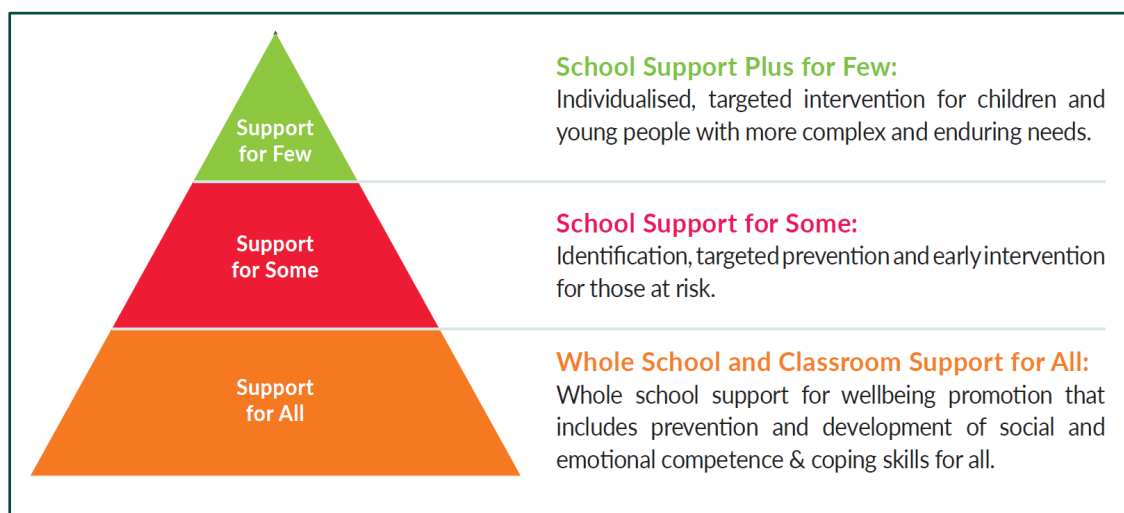 Support
for Few
School Support Plus for Few:
Individualised, targeted intervention for children and
young people with more complex and enduring needs.
Support
for Some
School Support for Some:
Identification, targeted prevention and early intervention
for those at risk.
Support
for All
Whole School and Classroom Support for All:
Whole school support for wellbeing promotion that
includes prevention and development of social and
emotional competence & coping skills for all.